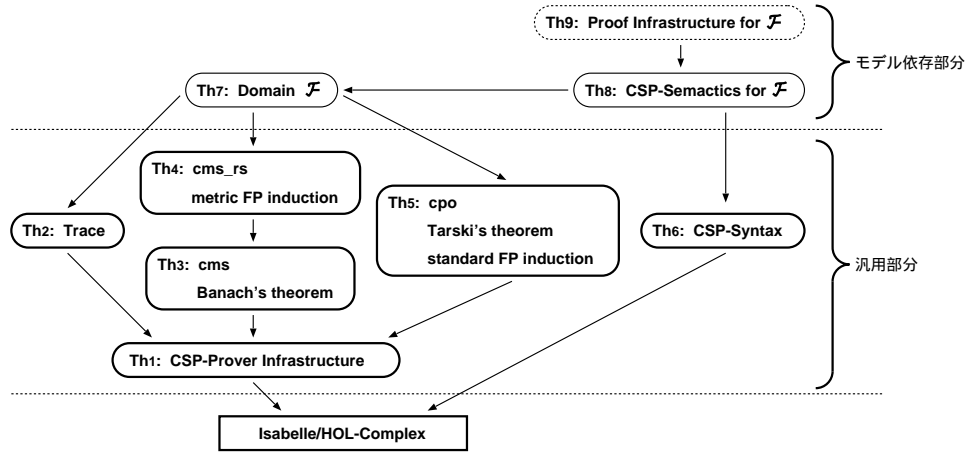 Th9: Proof Infrastructure for 𝓕
モデル依存部分
Th7: Domain 𝓕
Th8: CSP-Semactics for 𝓕
Th4: cms_rs
metric FP induction
Th5: cpo
Tarski's theorem
standard FP induction
Th2: Trace
Th6: CSP-Syntax
Th3: cms
Banach's theorem
汎用部分
Th1: CSP-Prover Infrastructure
Isabelle/HOL-Complex